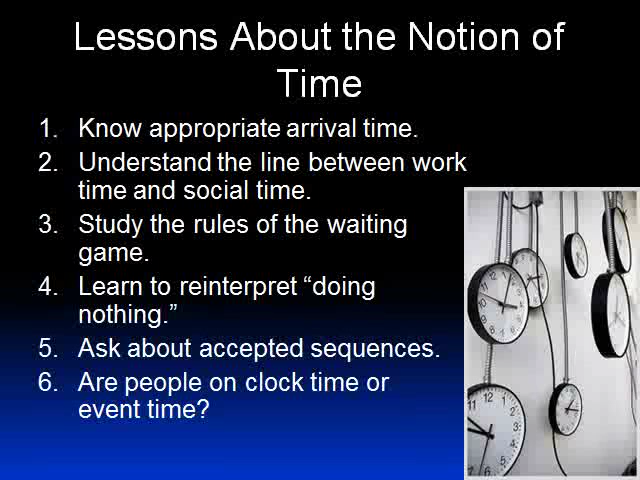 Lessons About the Notion of
Time
1. Know appropriate arrival time.
2. Understand the line between work
time and social time.
3. Study the rules of the waiting
game.
4. Learn to reinterpret “doing
nothing.”
5. Ask about accepted sequences.
6. Are people on clock time or
event time?